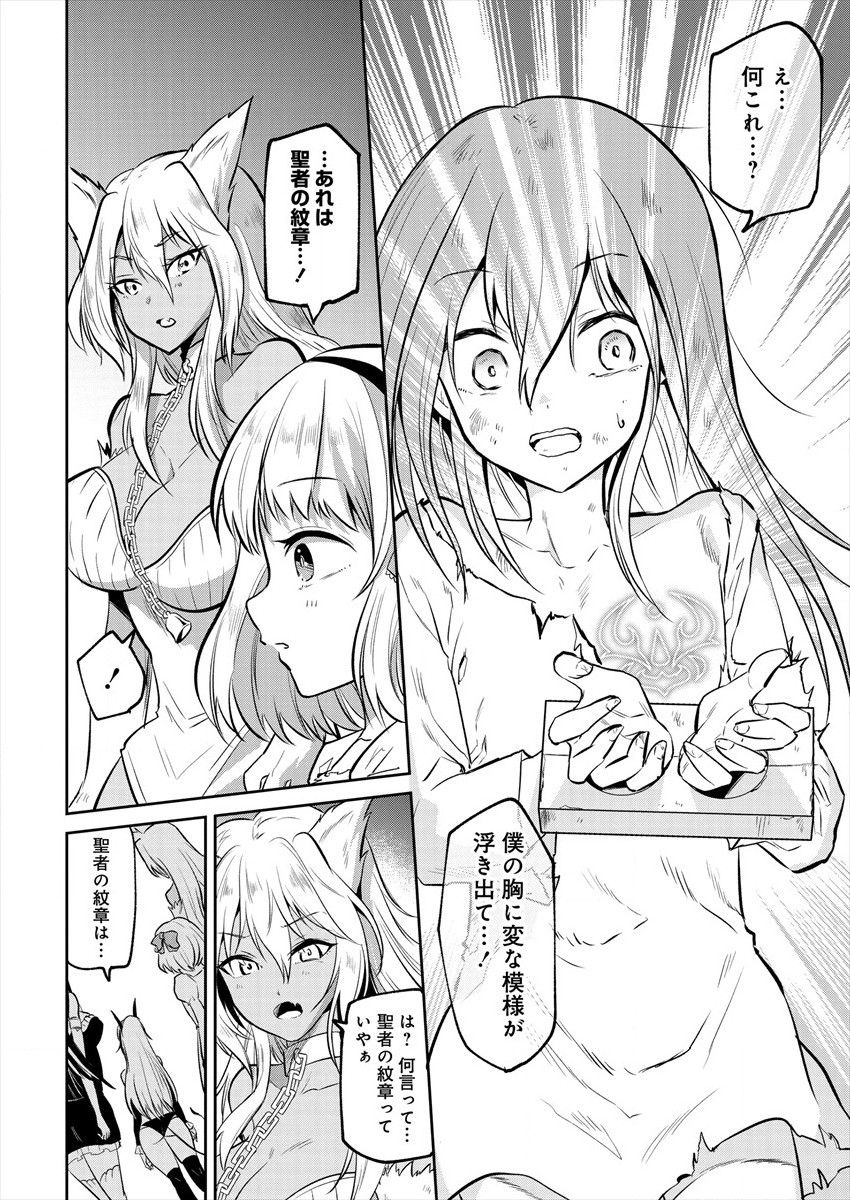 え…
何これ…?
僕の胸に変な模様が
浮き出て…!
…あれは
聖者の紋章…!
!
は? 何言って…
聖者の紋章って
いやぁ
聖者の紋章は…